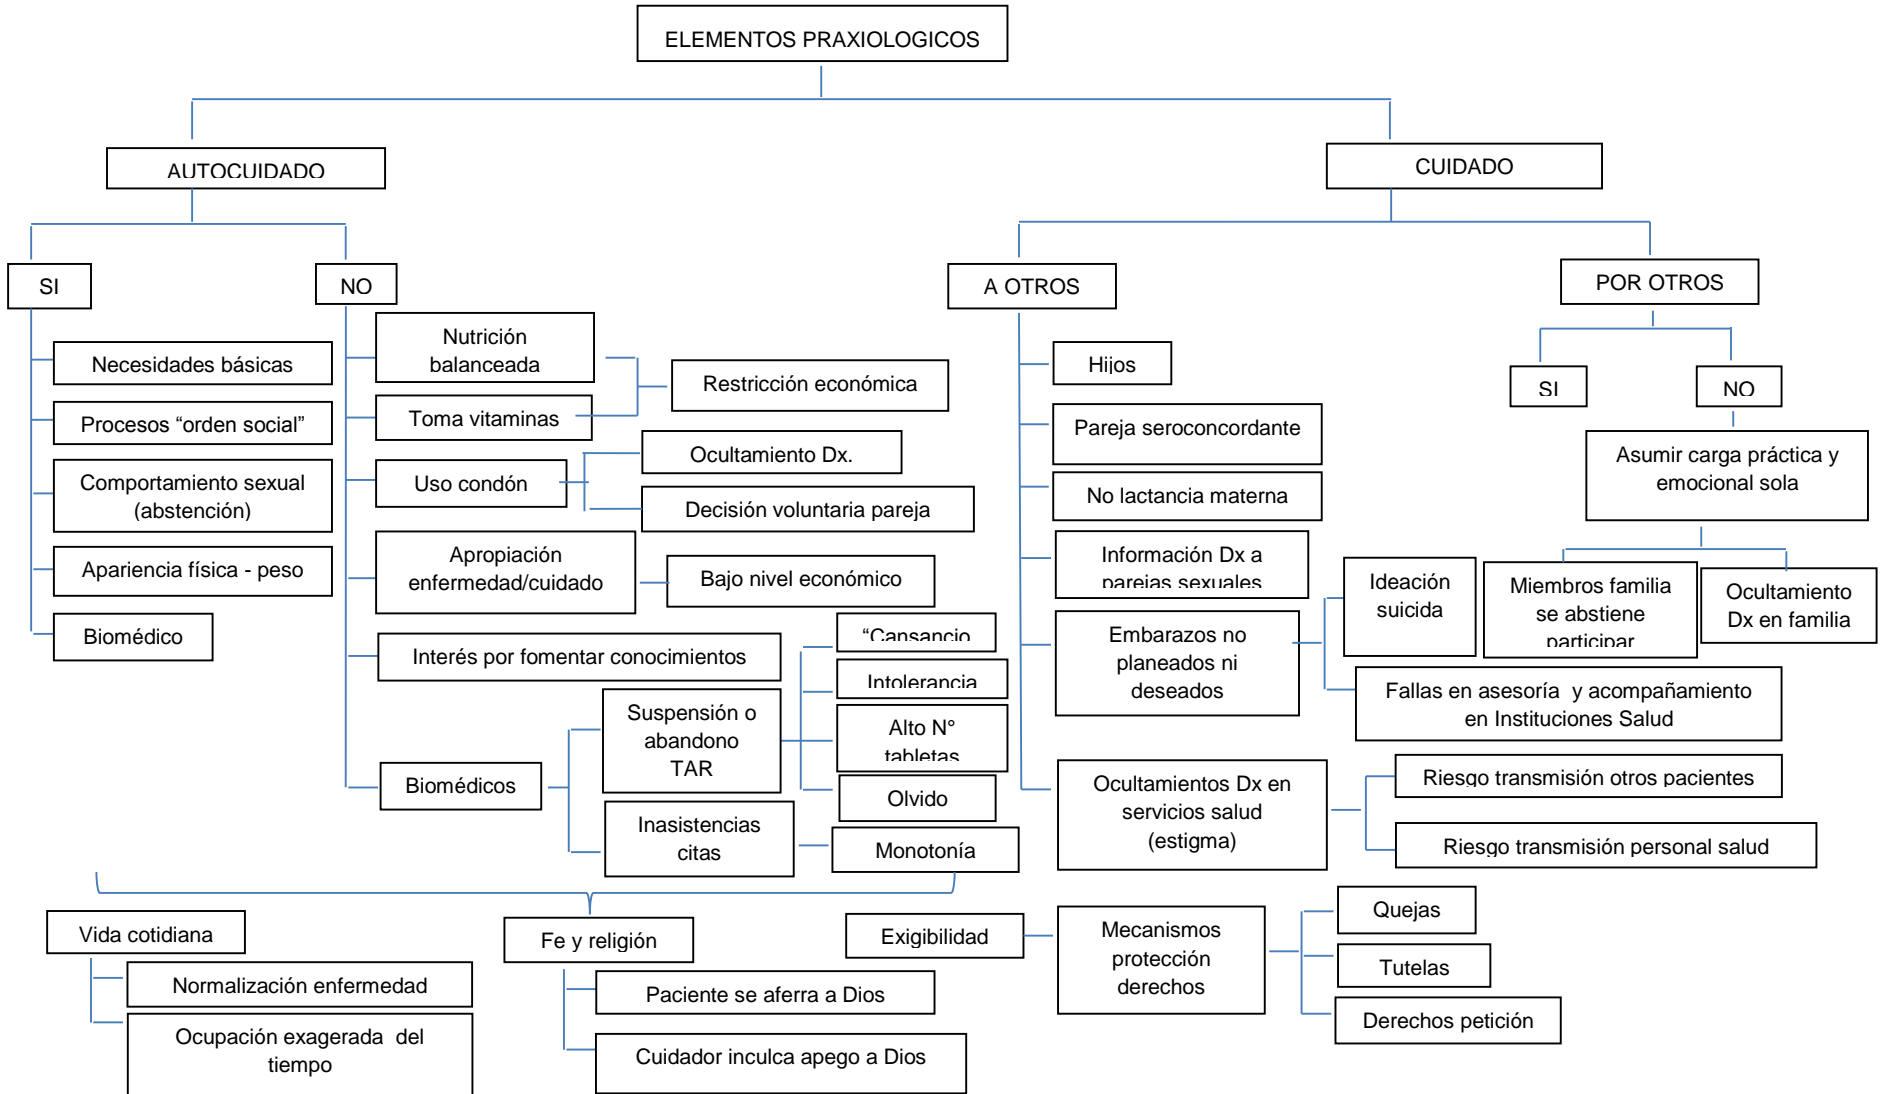 ELEMENTOS PRAXIOLOGICOS
AUTOCUIDADO
CUIDADO
SI
NO
A OTROS
POR OTROS
Necesidades básicas
Procesos “orden social”
Comportamiento sexual
(abstención)
Apariencia física - peso
Biomédico
Nutrición
balanceada
Toma vitaminas
Restricción económica
Uso condón
Ocultamiento Dx.
Decisión voluntaria pareja
Apropiación
enfermedad/cuidado
Bajo nivel económico
Interés por fomentar conocimientos
Biomédicos
Suspensión o
abandono
TAR
“Cansancio
Intolerancia
Alto N°
tabletas
Olvido
Inasistencias
citas
Monotonía
Hijos
Pareja seroconcordante
No lactancia materna
Información Dx a
parejas sexuales
Embarazos no
planeados ni
deseados
Ideación
suicida
Fallas en asesoría y acompañamiento
en Instituciones Salud
Ocultamientos Dx en
servicios salud
(estigma)
Riesgo transmisión otros pacientes
Riesgo transmisión personal salud
SI
NO
Asumir carga práctica y
emocional sola
Miembros familia
se abstiene
participar
Ocultamiento
Dx en familia
Vida cotidiana
Normalización enfermedad
Ocupación exagerada del
tiempo
Fe y religión
Paciente se aferra a Dios
Cuidador inculca apego a Dios
Exigibilidad
Mecanismos
protección
derechos
Quejas
Tutelas
Derechos petición